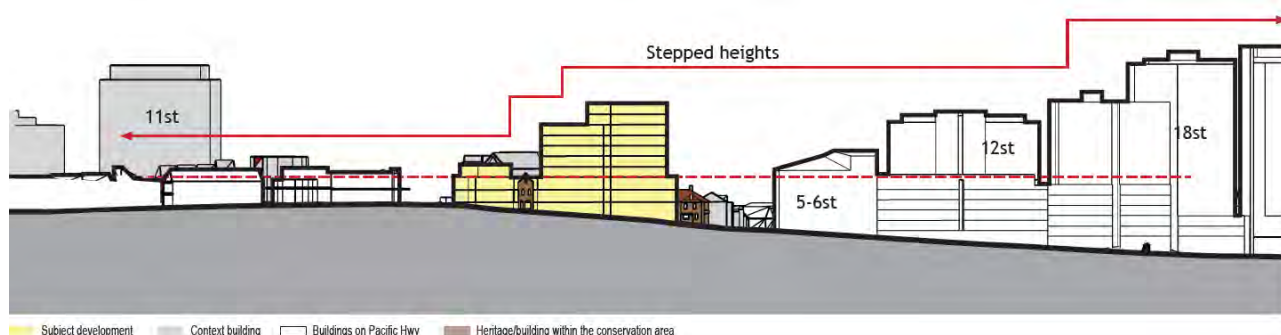 Stepped heights
11st
12st
18st
5-6st
Subject development
Context building
Buildings on Pacific Hwy
Heritage/building within the conservation area